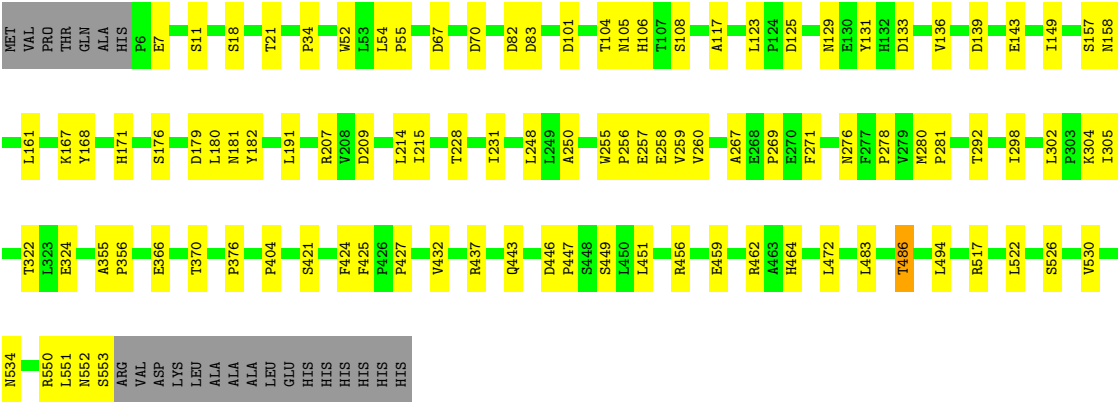 MET VAL PRO THR GLN ALA HIS P6 E7 S11 S18 T21 P34 W52 L53 L54 P55 D67 D70 D82 D83 D101 T104 N105 H106 T107 S108 A117 L123 P124 D125 N129 E130 Y131 H132 D133 V136 D139 E143 I149 S157 N158
L161 K167 Y168 H171 S176 D179 L180 N181 Y182 L191 R207 V208 D209 L214 I215 T228 I231 L248 L249 A250 W255 P256 E257 E258 V259 V260 A267 E268 P269 E270 F271 N276 F277 P278 V279 M280 P281 T292 I298 L302 P303 K304 I305
T322 L323 E324 A355 P356 E366 T370 P376 P404 S421 F424 F425 P426 P427 V432 R437 Q443 D446 P447 S448 S449 L450 L451 R456 E459 R462 A463 H464 L472 L483 T486 L494 R517 L522 S526 V530
N534 R550 L551 N552 S553 ARG VAL ASP LYS LEU ALA ALA ALA LEU GLU HIS HIS HIS HIS HIS HIS